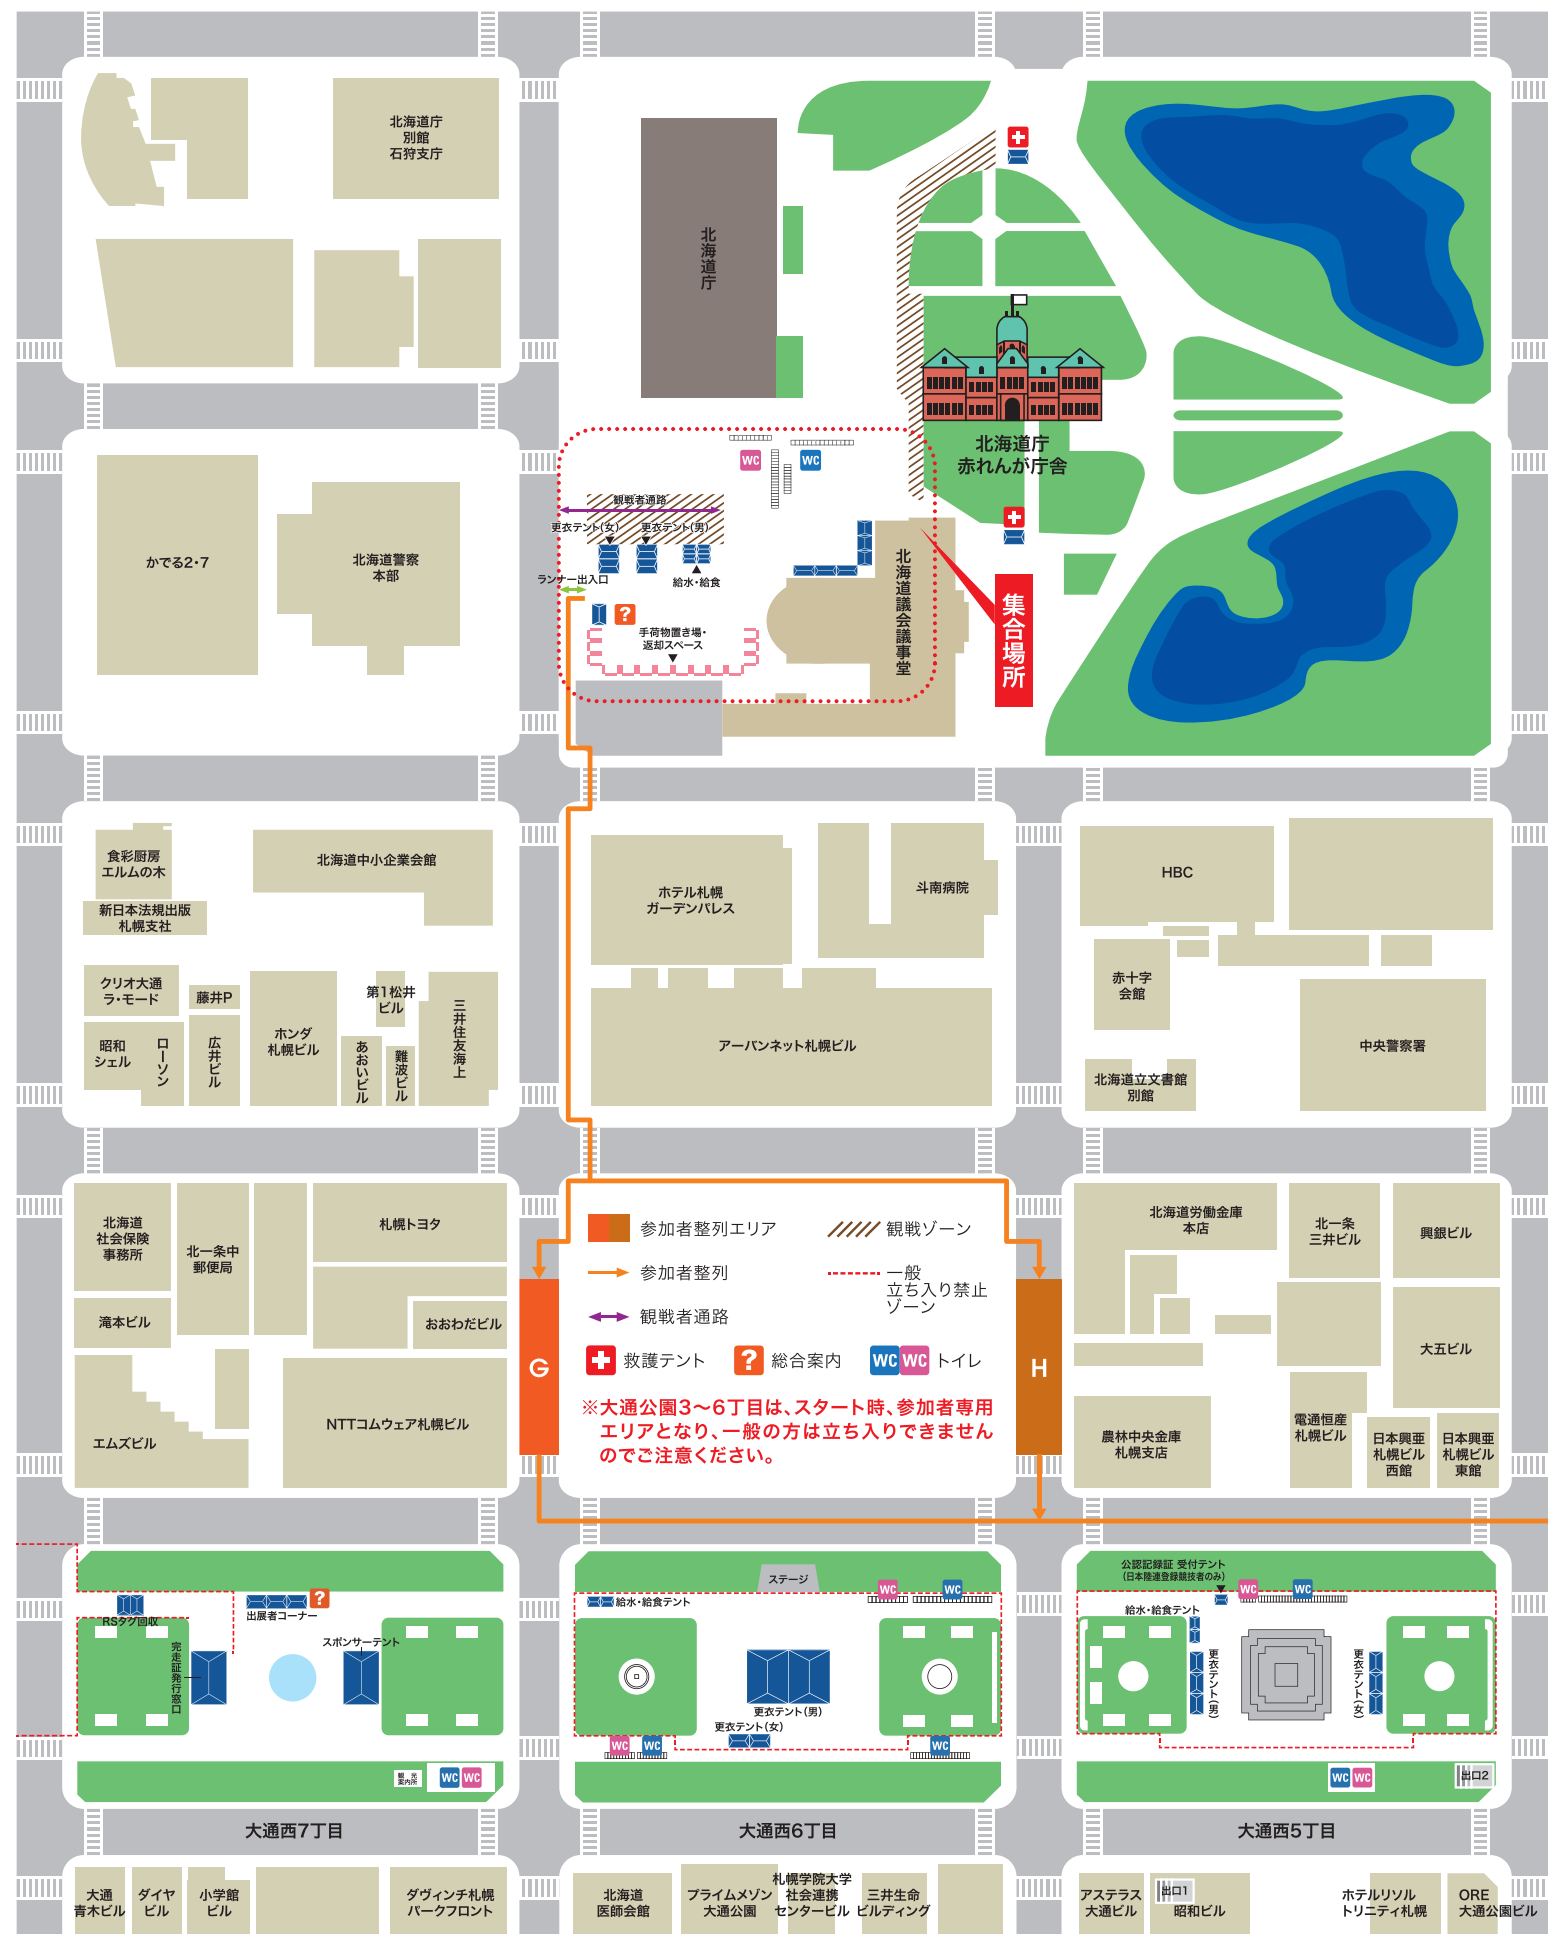 北海道庁
別館
石狩支庁
北海道庁
北海道庁
赤れんが庁舎
WC
WC
観戦者通路
更衣テント(女)
更衣テント(男)
ランナー出入口
給水・給食
?
手荷物置き場・
返却スペース
北海道議会議事堂
集合場所
かでる2・7
北海道警察
本部
食彩厨房
エルムの木
新日本法規出版
札幌支社
北海道中小企業会館
クリオ大通
ラ・モード
藤井P
昭和
シェル
ローソン
広井ビル
ホンダ
札幌ビル
第1松井
ビル
あおいビル
難波ビル
三井住友海上
ホテル札幌
ガーデンパレス
斗南病院
アーバンネット札幌ビル
HBC
赤十字
会館
北海道立文書館
別館
中央警察署
北海道
社会保険
事務所
北一条中
郵便局
札幌トヨタ
滝本ビル
おおわだビル
エムズビル
NTTコムウェア札幌ビル
G
参加者整列エリア
参加者整列
観戦者通路
観戦ゾーン
一般
立ち入り禁止
ゾーン
救護テント
?
総合案内
WC
WC
トイレ
※大通公園3〜6丁目は、スタート時、参加者専用
エリアとなり、一般の方は立ち入りできません
のでご注意ください。
H
北海道労働金庫
本店
北一条
三井ビル
興銀ビル
大五ビル
農林中央金庫
札幌支店
電通恒産
札幌ビル
日本興亜
札幌ビル
西館
日本興亜
札幌ビル
東館
RSタグ回収
出展者コーナー
?
完走証発行窓口
スポンサーテント
観光
案内所
WC
WC
ステージ
給水・給食テント
WC
WC
更衣テント(男)
更衣テント(女)
WC
WC
WC
公認記録証 受付テント
(日本陸連登録競技者のみ)
WC
WC
給水・給食テント
更衣テント(男)
更衣テント(女)
WC
WC
出口2
大通西7丁目
大通西6丁目
大通西5丁目
大通
青木ビル
ダイヤ
ビル
小学館
ビル
ダヴィンチ札幌
パークフロント
北海道
医師会館
プライムメゾン
大通公園
札幌学院大学
社会連携
センタービル
三井生命
ビルディング
アステラス
大通ビル
出口1
昭和ビル
ホテルリソル
トリニティ札幌
ORE
大通公園ビル